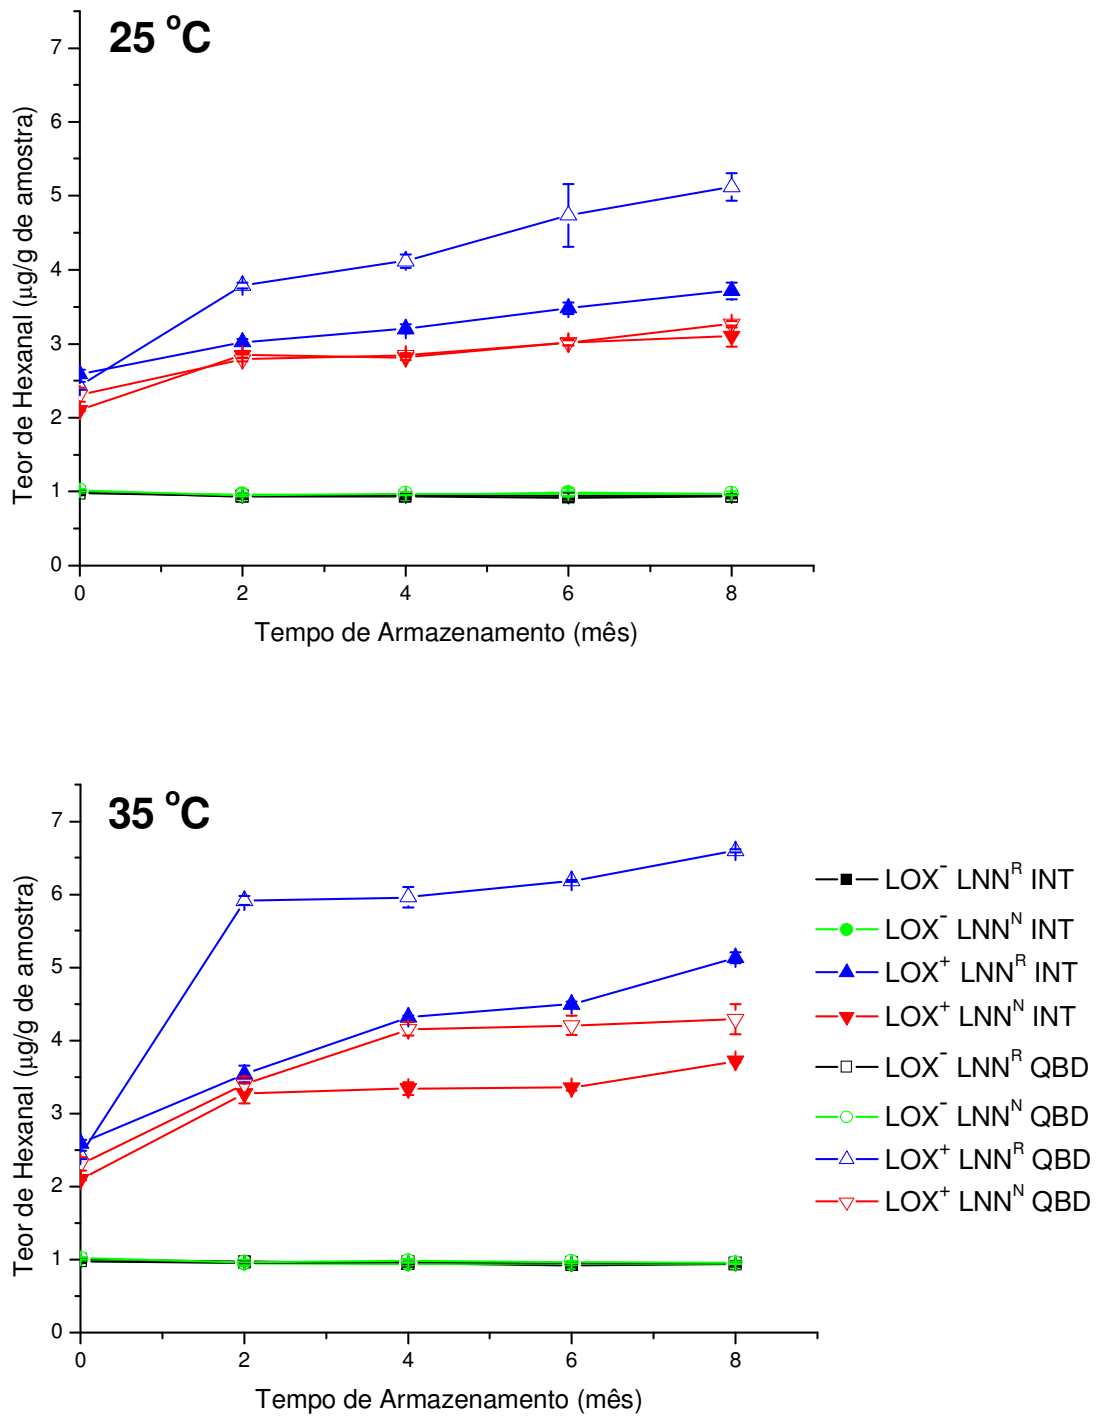 25 °C
7
6
5
4
3
2
1
0
Teor de Hexanal (μg/g de amostra)
0 2 4 6 8
Tempo de Armazenamento (mês)
35 °C
7
6
5
4
3
2
1
0
Teor de Hexanal (μg/g de amostra)
0 2 4 6 8
Tempo de Armazenamento (mês)
LOX⁻ LNNᴿ INT
LOX⁻ LNNᴺ INT
LOX⁺ LNNᴿ INT
LOX⁺ LNNᴺ INT
LOX⁻ LNNᴿ QBD
LOX⁻ LNNᴺ QBD
LOX⁺ LNNᴿ QBD
LOX⁺ LNNᴺ QBD